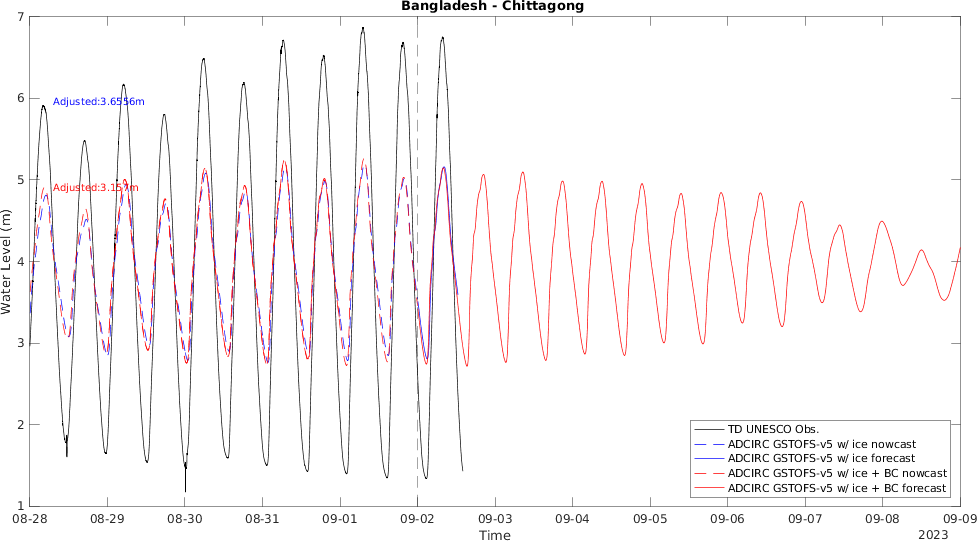 Bangladesh - Chittagong
7
6
5
4
3
2
1
Water Level (m)
Adjusted:3.6556m
Adjusted:3.157m
TD UNESCO Obs.
ADCIRC GSTOFS-v5 w/ ice nowcast
ADCIRC GSTOFS-v5 w/ ice forecast
ADCIRC GSTOFS-v5 w/ ice + BC nowcast
ADCIRC GSTOFS-v5 w/ ice + BC forecast
08-28 08-29 08-30 08-31 09-01 09-02 09-03 09-04 09-05 09-06 09-07 09-08 09-09
Time 2023